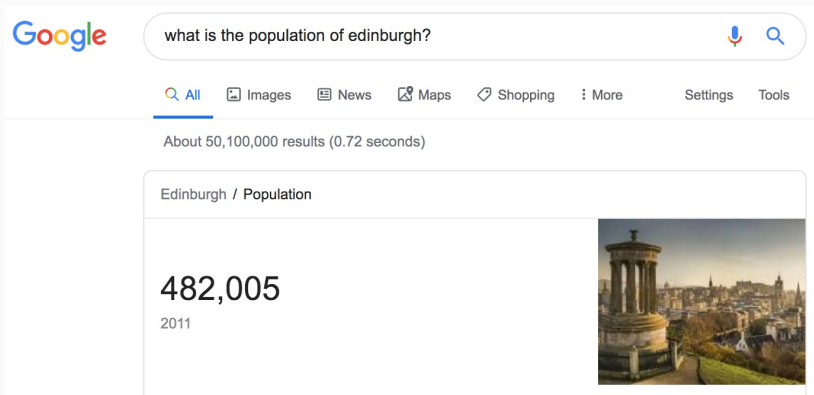 Google what is the population of edinburgh?
All Images News Maps Shopping More Settings Tools
About 50,100,000 results (0.72 seconds)
Edinburgh / Population
482,005
2011